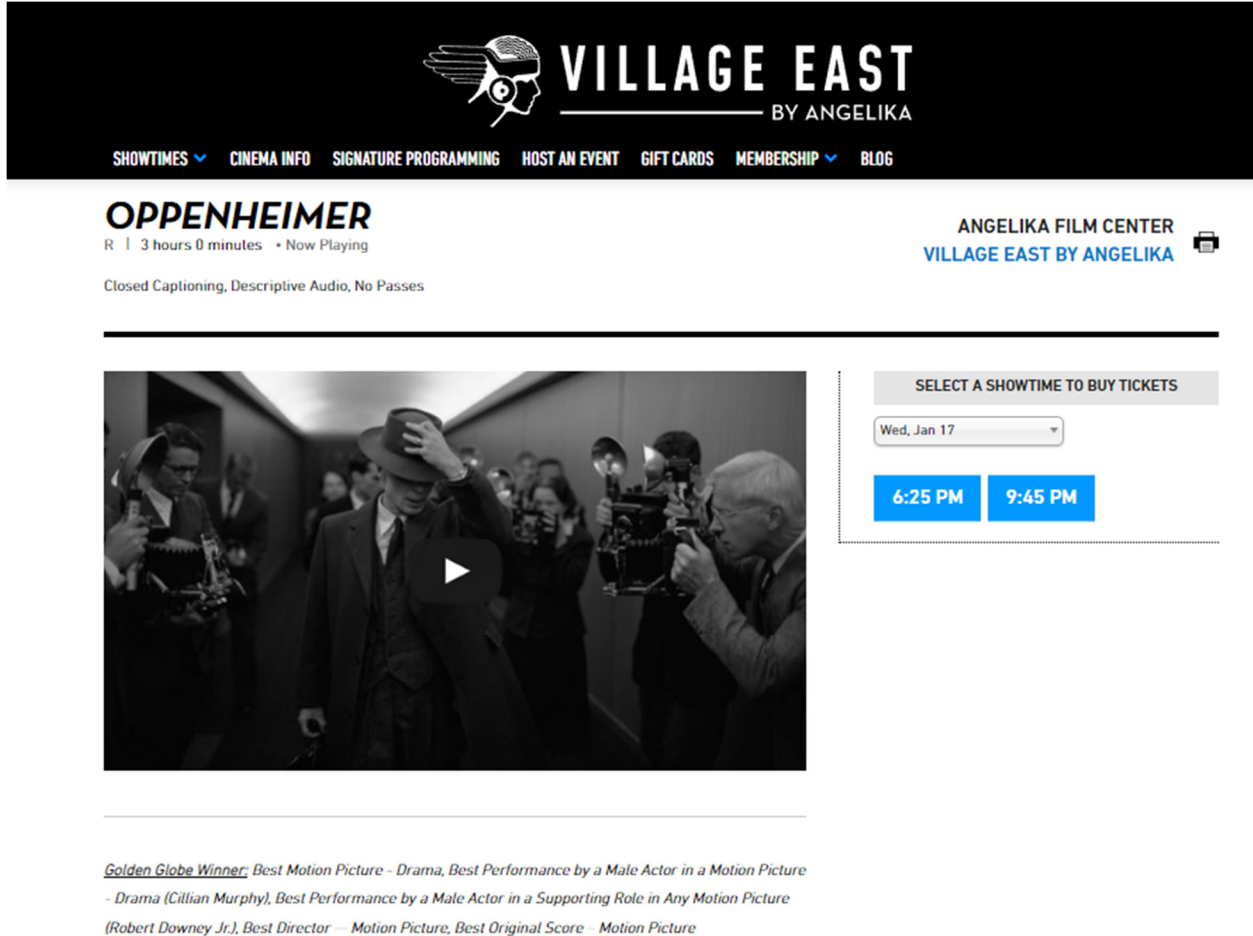 VILLAGE EAST
BY ANGELIKA
SHOWTIMES CINEMA INFO SIGNATURE PROGRAMMING HOST AN EVENT GIFT CARDS MEMBERSHIP BLOG
OPPENHEIMER
R | 3 hours 0 minutes • Now Playing
Closed Captioning, Descriptive Audio, No Passes
ANGELIKA FILM CENTER
VILLAGE EAST BY ANGELIKA
SELECT A SHOWTIME TO BUY TICKETS
Wed, Jan 17
6:25 PM 9:45 PM
Golden Globe Winner: Best Motion Picture - Drama, Best Performance by a Male Actor in a Motion Picture
- Drama (Cillian Murphy), Best Performance by a Male Actor in a Supporting Role in Any Motion Picture
(Robert Downey Jr.), Best Director — Motion Picture, Best Original Score – Motion Picture